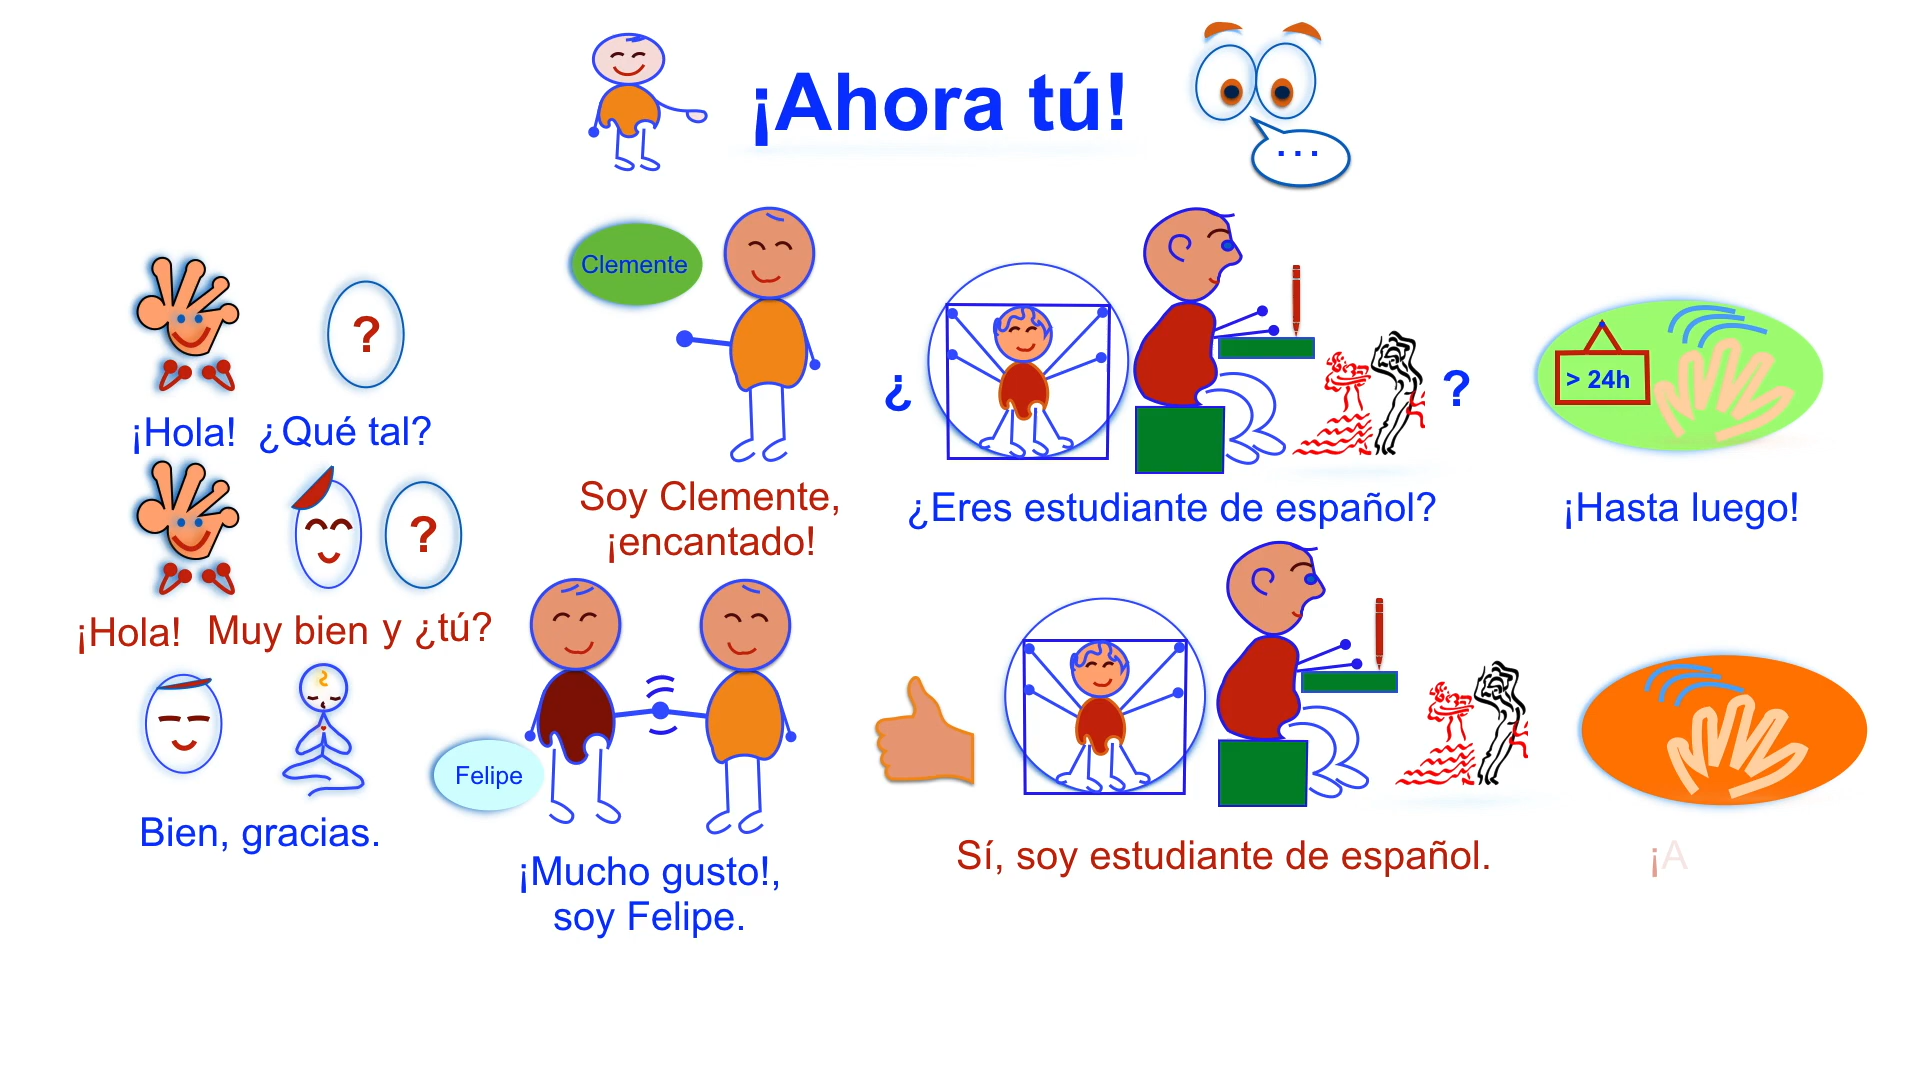 ¡Ahora tú!
...
?
¡Hola! ¿Qué tal?
?
¡Hola! Muy bien y ¿tú?
Bien, gracias.
Clemente
Soy Clemente,
¡encantado!
Felipe
¡Mucho gusto!,
soy Felipe.
¿ ?
¿Eres estudiante de español?
Sí, soy estudiante de español.
> 24h
¡Hasta luego!
¡A